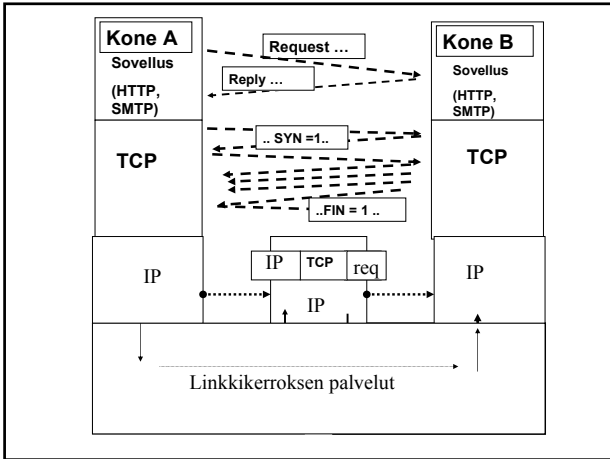 Kone A
Sovellus
(HTTP,
SMTP)
Request …
Reply …
Kone B
Sovellus
(HTTP,
SMTP)
TCP
.. SYN =1..
..FIN = 1 ..
TCP
IP
IP TCP req
IP
IP
Linkkikerroksen palvelut